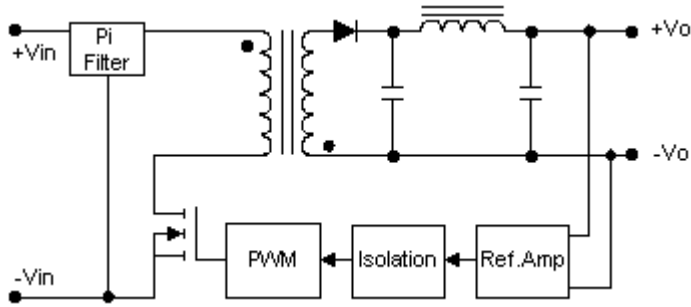 +Vin
Pi
Filter
+Vo
-Vo
-Vin
PWM
Isolation
Ref.Amp